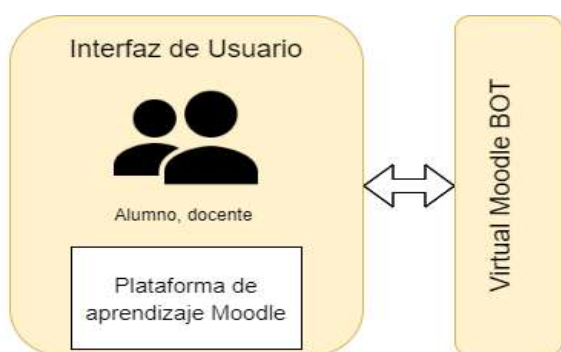 Interfaz de Usuario
Alumno, docente
Plataforma de
aprendizaje Moodle
Virtual Moodle BOT